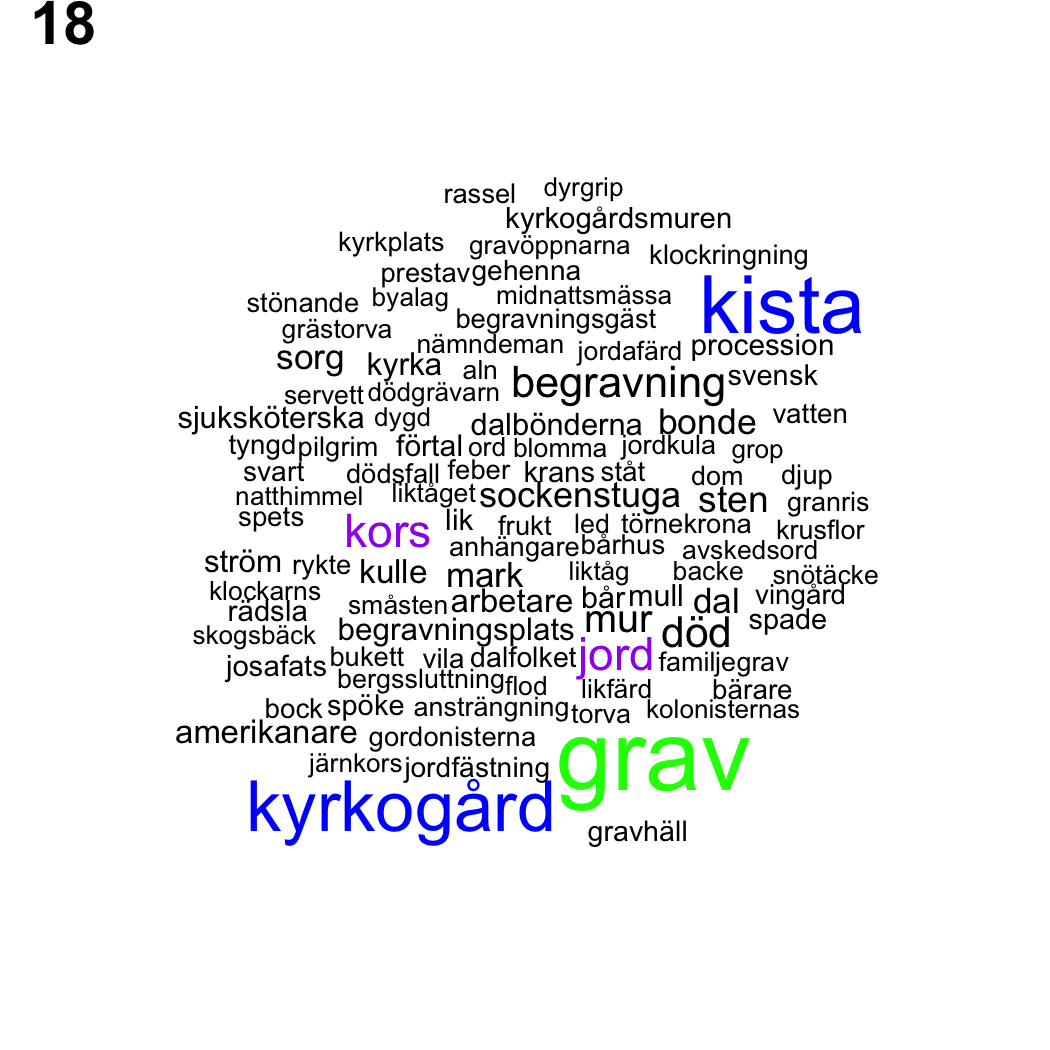 18
rassel dyrgrip
kyrkogårdsmuren
kyrkplats gravöppnarna klockringning
prestav gehenna
stönande byalag midnattsmässa kista
grästorva begravningsgäst
sorg kyrka nämndeman jordafärd procession
aln begravning svensk
servett dödgrävarn
sjuksköterska dygd dalbönderna bonde vatten
tyngd pilgrim förtal ord blomma jordkula grop
svart dödsfall feber krans ståt dom djup
natthimmel liktåget sockenstuga sten granris
spets kors lik frukt led törnekrona krusflor
anhängare bårhus avskedsord
ström rykte kulle mark liktåg backe snötäcke
klockarns småsten arbetare bår mull dal vingård
rädsla mur spade
skogsbäck begravningsplats död
josafats bukett vila dalfolket jord familjegrav
bergssluttning flod likfärd bärare
bock spöke ansträngning torva kolonisternas
amerikanare gordonisterna grav
järnkors jordfästning
kyrkogård gravhäll